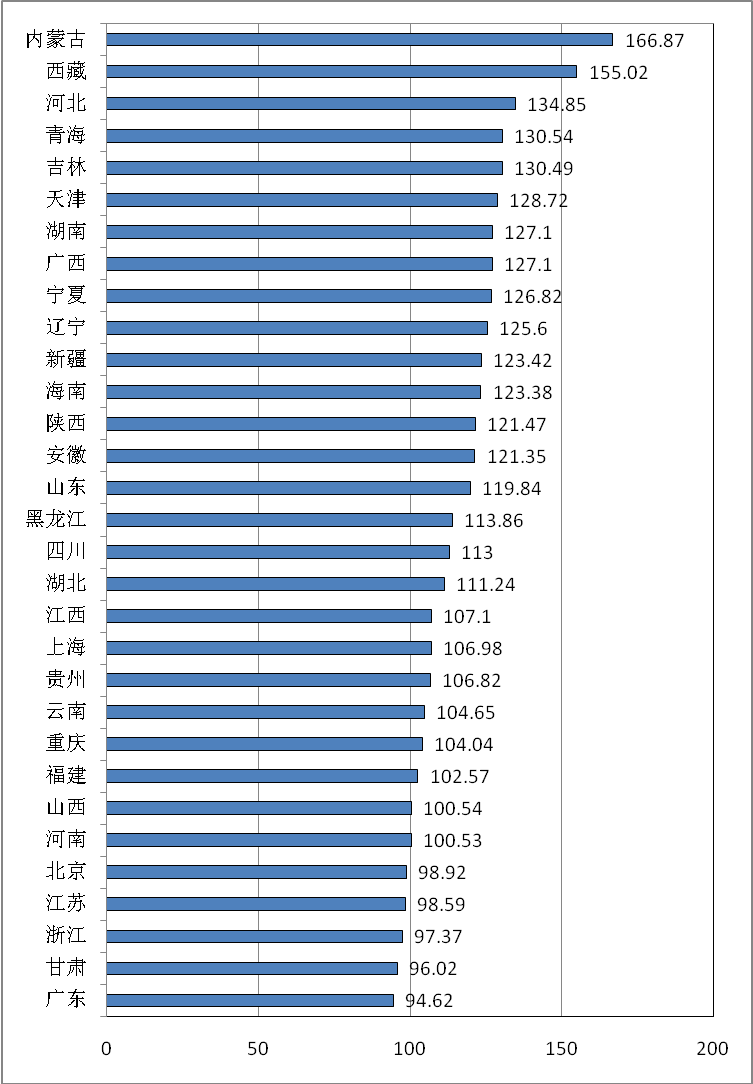 内蒙古 166.87
西藏 155.02
河北 134.85
青海 130.54
吉林 130.49
天津 128.72
湖南 127.1
广西 127.1
宁夏 126.82
辽宁 125.6
新疆 123.42
海南 123.38
陕西 121.47
安徽 121.35
山东 119.84
黑龙江 113.86
四川 113
湖北 111.24
江西 107.1
上海 106.98
贵州 106.82
云南 104.65
重庆 104.04
福建 102.57
山西 100.54
河南 100.53
北京 98.92
江苏 98.59
浙江 97.37
甘肃 96.02
广东 94.62
0 50 100 150 200